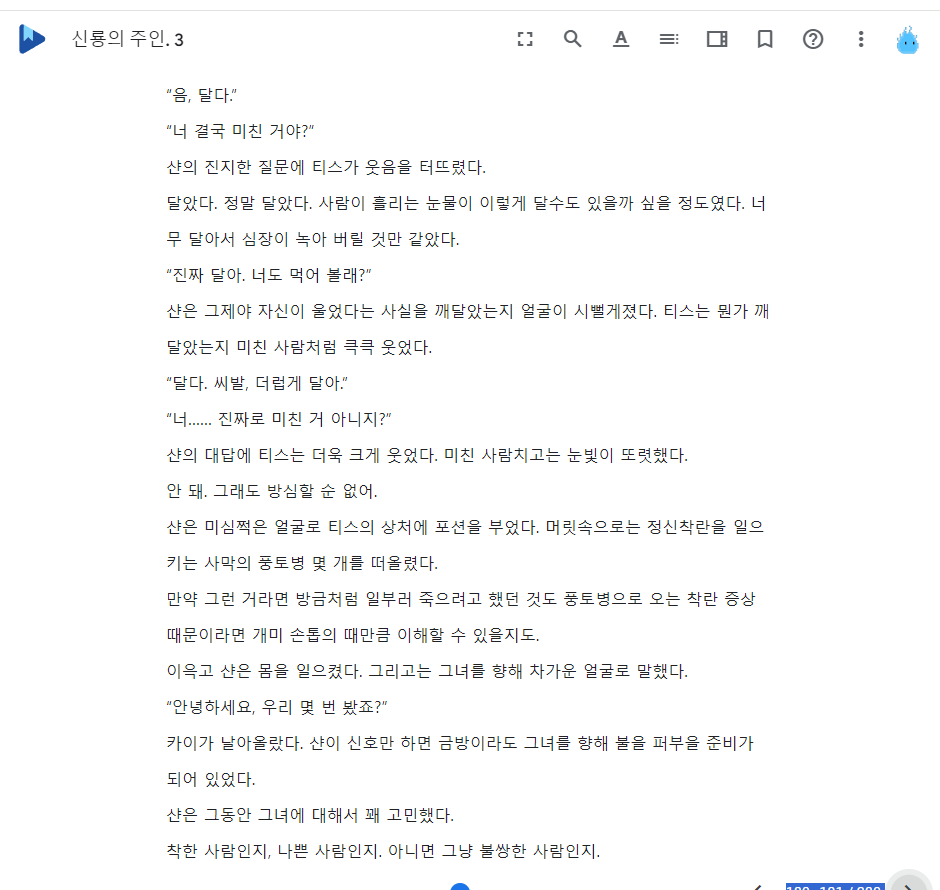 신룡의 주인. 3
“음, 달다.”
“너 결국 미친 거야?”
샨의 진지한 질문에 티스가 웃음을 터뜨렸다.
달았다. 정말 달았다. 사람이 흘리는 눈물이 이렇게 달수도 있을까 싶을 정도였다. 너
무 달아서 심장이 녹아 버릴 것만 같았다.
“진짜 달아. 너도 먹어 볼래?”
샨은 그제야 자신이 울었다는 사실을 깨달았는지 얼굴이 시뻘게졌다. 티스는 뭔가 깨
달았는지 미친 사람처럼 큭큭 웃었다.
“달다. 씨발, 더럽게 달아.”
“너...... 진짜로 미친 거 아니지?”
샨의 대답에 티스는 더욱 크게 웃었다. 미친 사람치고는 눈빛이 또렷했다.
안 돼. 그래도 방심할 순 없어.
샨은 미심쩍은 얼굴로 티스의 상처에 포션을 부었다. 머릿속으로는 정신착란을 일으
키는 사막의 풍토병 몇 개를 떠올렸다.
만약 그런 거라면 방금처럼 일부러 죽으려고 했던 것도 풍토병으로 오는 착란 증상
때문이라면 개미 손톱의 때만큼 이해할 수 있을지도.
이윽고 샨은 몸을 일으켰다. 그리고는 그녀를 향해 차가운 얼굴로 말했다.
“안녕하세요, 우리 몇 번 봤죠?”
카이가 날아올랐다. 샨이 신호만 하면 금방이라도 그녀를 향해 불을 퍼부을 준비가
되어 있었다.
샨은 그동안 그녀에 대해서 꽤 고민했다.
착한 사람인지, 나쁜 사람인지. 아니면 그냥 불쌍한 사람인지.